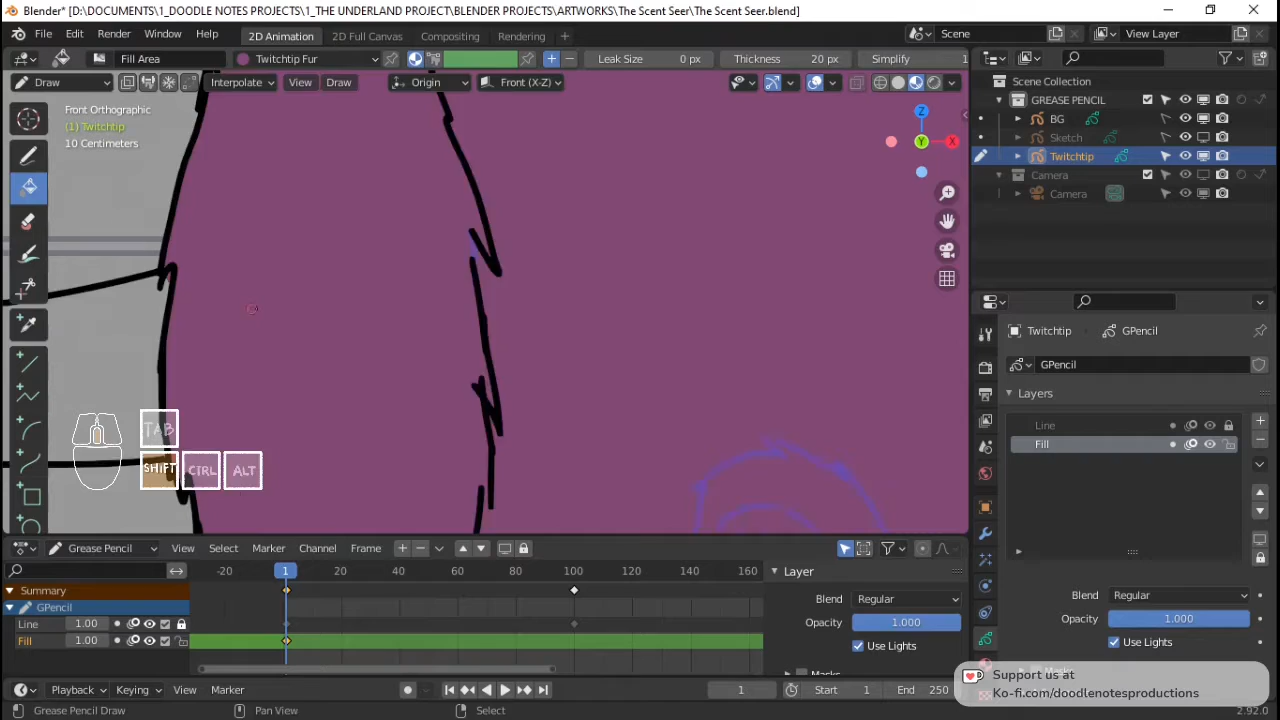 Blender* [D:\DOCUMENTS\1_DOODLE NOTES PROJECTS\1_THE UNDERLAND PROJECT\BLENDER PROJECTS\ARTWORKS\The Scent Seer\The Scent Seer.blend]
File Edit Render Window Help 2D Animation 2D Full Canvas Compositing Rendering + Scene View Layer
Fill Area Twitchtip Fur Leak Size 0 px Thickness 20 px Simplify
Draw Interpolate View Draw Origin Front (X-Z)
Front Orthographic
(1) Twitchtip
10 Centimeters
Z
Y X
Scene Collection
GREASE PENCIL
BG
Sketch
Twitchtip
Camera
Camera
Twitchtip GPencil
GPencil
Layers
Line
Fill
Blend Regular
Opacity 1.000
Use Lights
Masks
TAB
SHIFT CTRL ALT
Grease Pencil View Select Marker Channel Frame
-20 1 20 40 60 80 100 120 140 160
Summary
GPencil
Line 1.00
Fill 1.00
Layer
Blend Regular
Opacity 1.000
Use Lights
Masks
Playback Keying View Marker 1 Start 1 End 250
Support us at
Ko-fi.com/doodlenotesproductions
Pan View Select 2.92.0